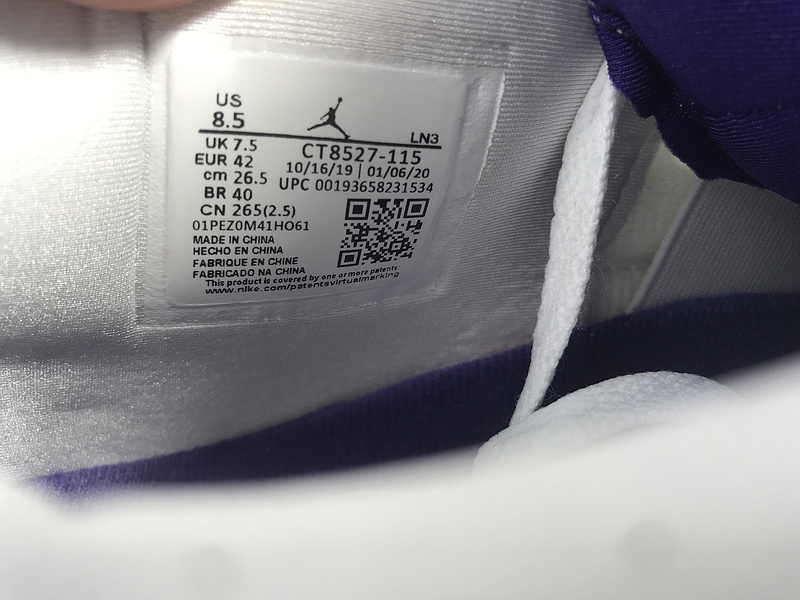 US
8.5
LN3
UK 7.5
CT8527-115
EUR 42
10/16/19 | 01/06/20
cm 26.5
UPC 00193658231534
BR 40
CN 265(2.5)
01PEZ0M41HO61
MADE IN CHINA
HECHO EN CHINA
FABRIQUE EN CHINE
FABRICADO NA CHINA
This product is covered by one or more patents
www.nike.com/patentsvirtualmarking